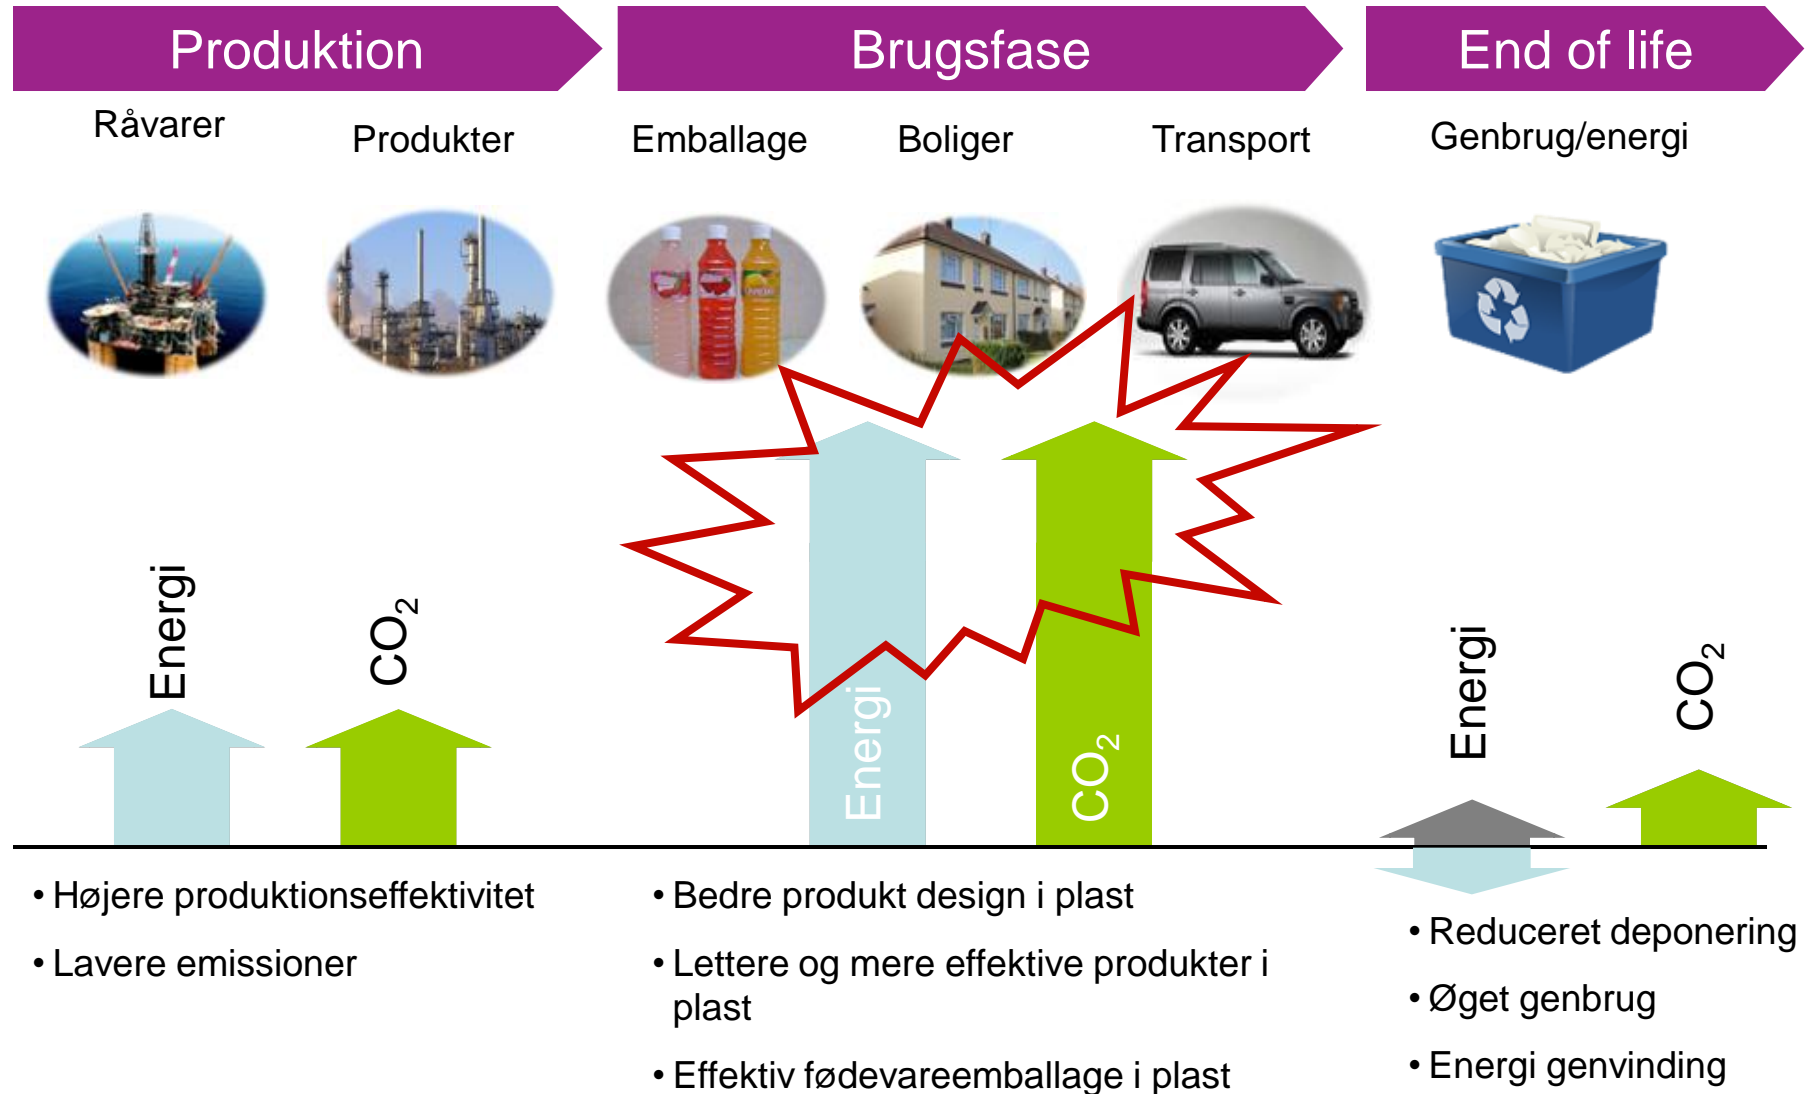 Produktion
Brugsfase
End of life
Råvarer
Produkter
Emballage
Boliger
Transport
Genbrug/energi
Energi
CO₂
Energi
CO₂
Energi
CO₂
• Højere produktionseffektivitet
• Lavere emissioner
• Bedre produkt design i plast
• Lettere og mere effektive produkter i
plast
• Effektiv fødevareemballage i plast
• Reduceret deponering
• Øget genbrug
• Energi genvinding